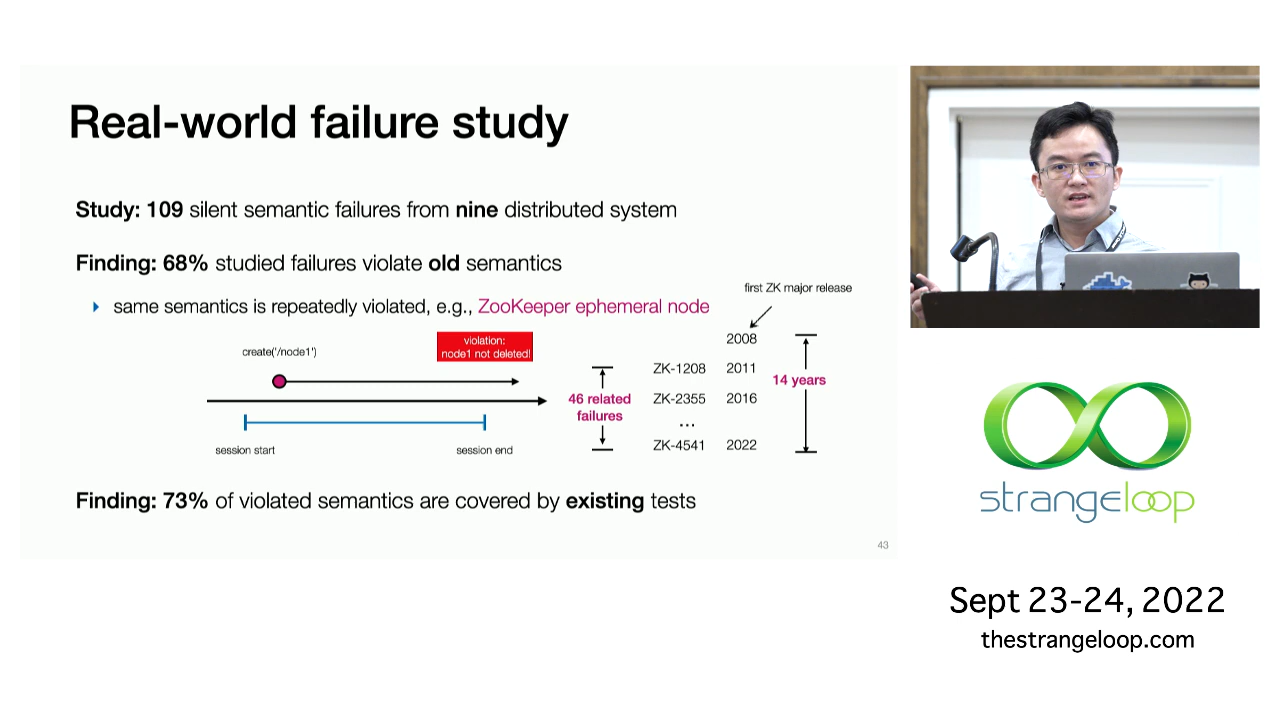 Real-world failure study
Study: 109 silent semantic failures from nine distributed system
Finding: 68% studied failures violate old semantics
same semantics is repeatedly violated, e.g., ZooKeeper ephemeral node
first ZK major release
create('/node1')
violation:
node1 not deleted!
session start
session end
46 related
failures
2008
ZK-1208 2011
ZK-2355 2016
...
ZK-4541 2022
14 years
Finding: 73% of violated semantics are covered by existing tests
43
strangeloop
Sept 23-24, 2022
thestrangeloop.com